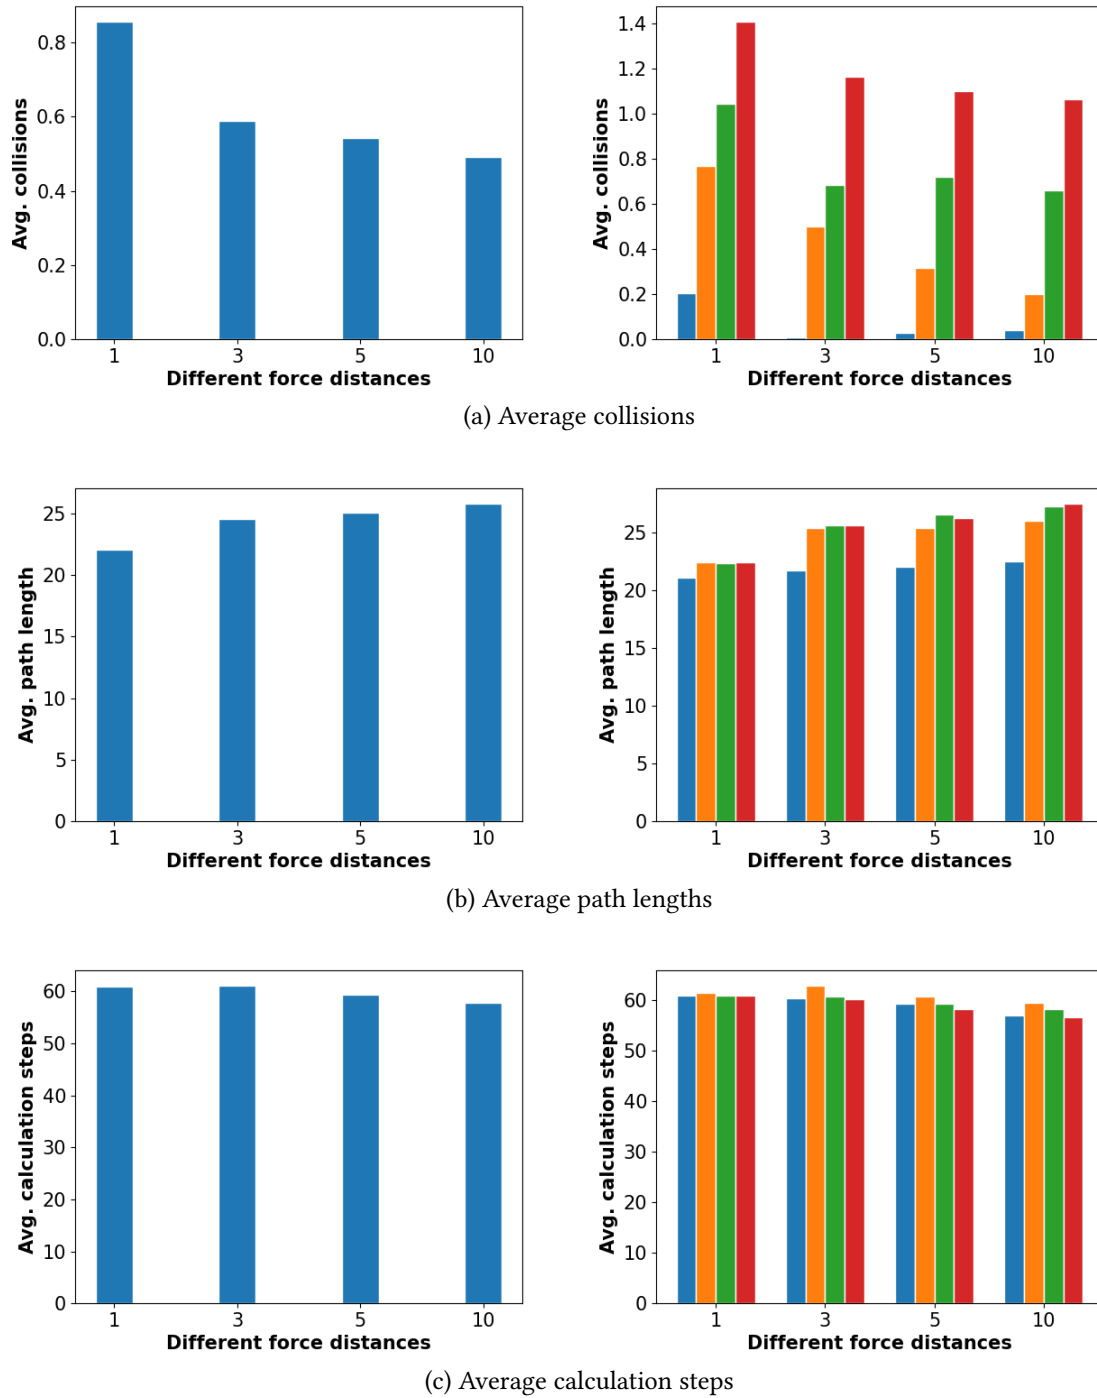 0.8
0.6
0.4
0.2
0.0
Avg. collisions
1 3 5 10
Different force distances
1.4
1.2
1.0
0.8
0.6
0.4
0.2
0.0
Avg. collisions
1 3 5 10
Different force distances
(a) Average collisions
25
20
15
10
5
0
Avg. path length
1 3 5 10
Different force distances
25
20
15
10
5
0
Avg. path length
1 3 5 10
Different force distances
(b) Average path lengths
60
50
40
30
20
10
0
Avg. calculation steps
1 3 5 10
Different force distances
60
50
40
30
20
10
0
Avg. calculation steps
1 3 5 10
Different force distances
(c) Average calculation steps